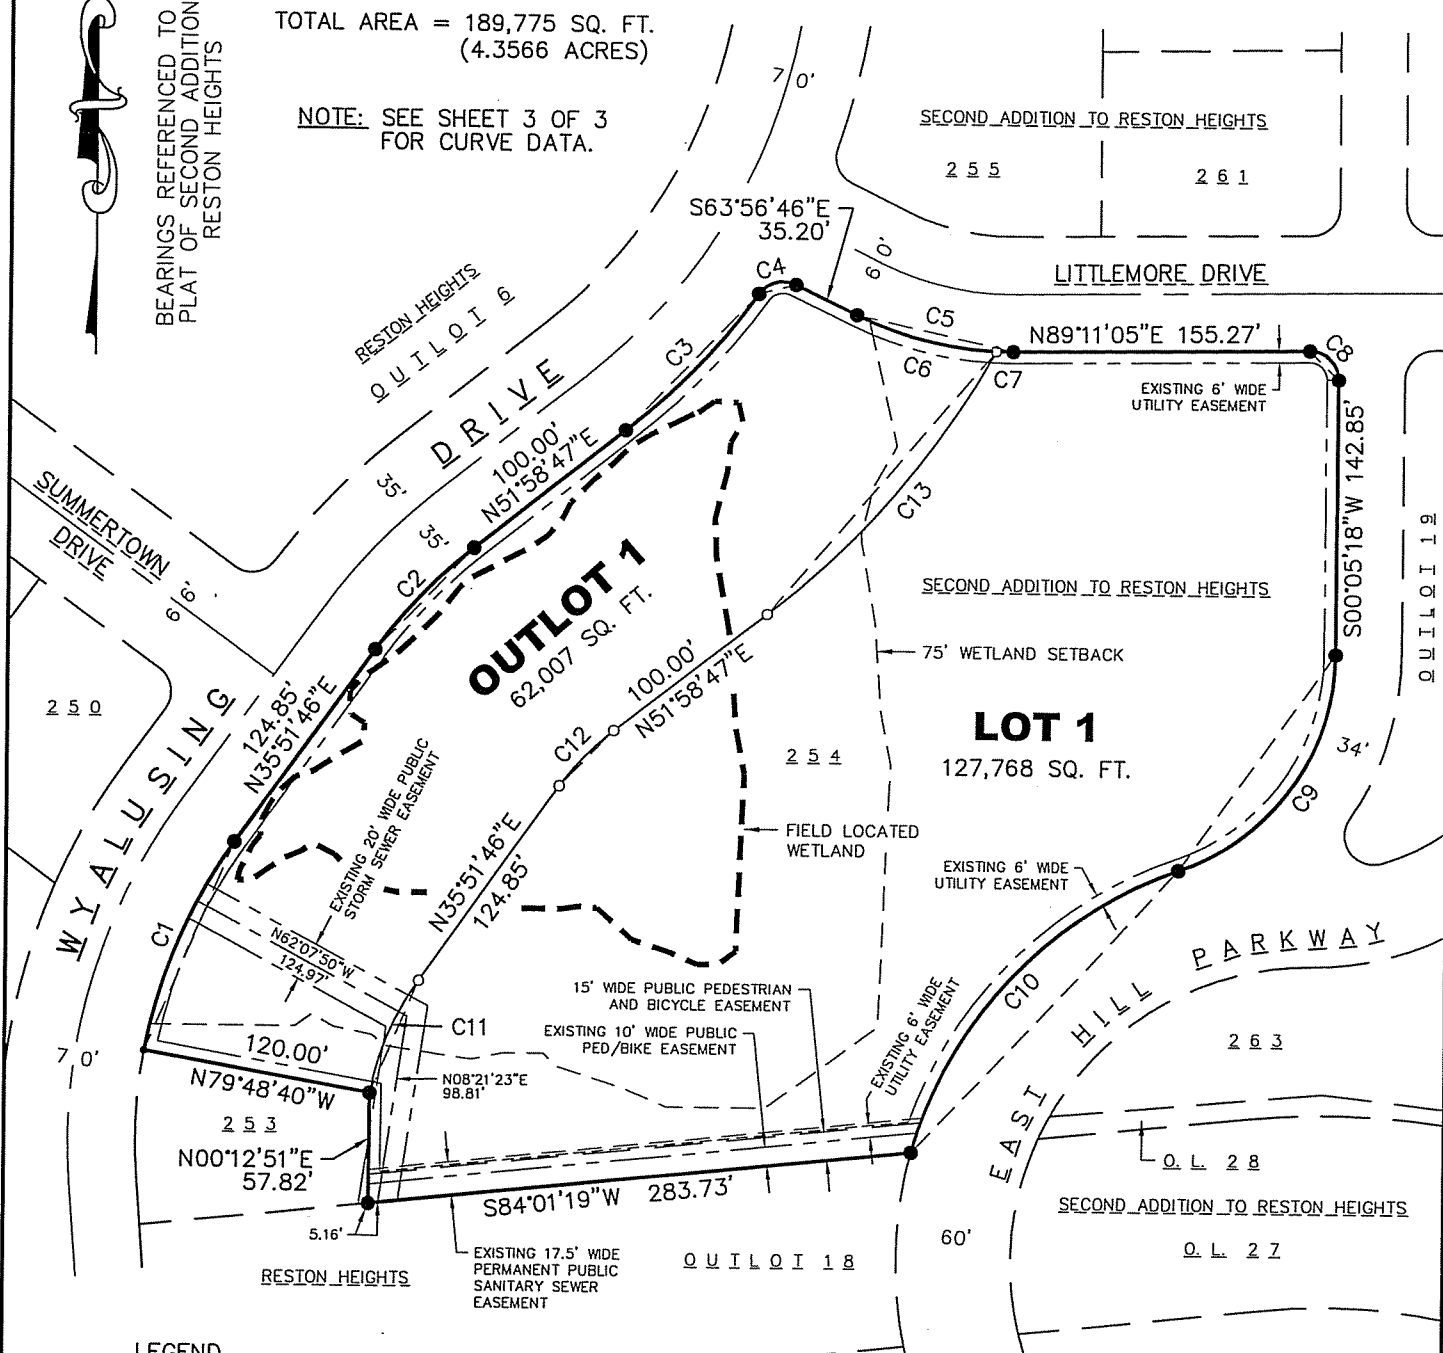 TOTAL AREA = 189,775 SQ. FT.
(4.3566 ACRES)
NOTE: SEE SHEET 3 OF 3
FOR CURVE DATA.
BEARINGS REFERENCED TO
PLAT OF SECOND ADDITION
RESTON HEIGHTS
70'
SECOND ADDITION TO RESTON HEIGHTS
255
261
S63°56'46"E
35.20'
60'
LITTLEMORE DRIVE
RESTON HEIGHTS
OUTLOT 6
C4
C5
C6
C7
N89°11'05"E 155.27'
C8
EXISTING 6' WIDE
UTILITY EASEMENT
C3
WYALUSING DRIVE
35'
35'
100.00'
N51°58'47"E
SUMMERTOWN
DRIVE
66'
C2
OUTLOT 1
62,007 SQ. FT.
C13
S00°05'18"W 142.85'
OUTLOT 19
SECOND ADDITION TO RESTON HEIGHTS
75' WETLAND SETBACK
250
124.85'
N35°51'46"E
100.00'
N51°58'47"E
C12
254
LOT 1
127,768 SQ. FT.
34'
C9
FIELD LOCATED
WETLAND
EXISTING 20' WIDE PUBLIC
STORM SEWER EASEMENT
N35°51'46"E
124.85'
EXISTING 6' WIDE
UTILITY EASEMENT
C1
N62°07'50"W
124.97'
EAST HILL PARKWAY
C10
15' WIDE PUBLIC PEDESTRIAN
AND BICYCLE EASEMENT
EXISTING 10' WIDE PUBLIC
PED/BIKE EASEMENT
EXISTING 6' WIDE
UTILITY EASEMENT
C11
70'
120.00'
N79°48'40"W
N08°21'23"E
98.81'
263
253
N00°12'51"E
57.82'
O.L. 28
SECOND ADDITION TO RESTON HEIGHTS
O.L. 27
S84°01'19"W 283.73'
5.16'
60'
EXISTING 17.5' WIDE
PERMANENT PUBLIC
SANITARY SEWER
EASEMENT
OUTLOT 18
RESTON HEIGHTS
LEGEND